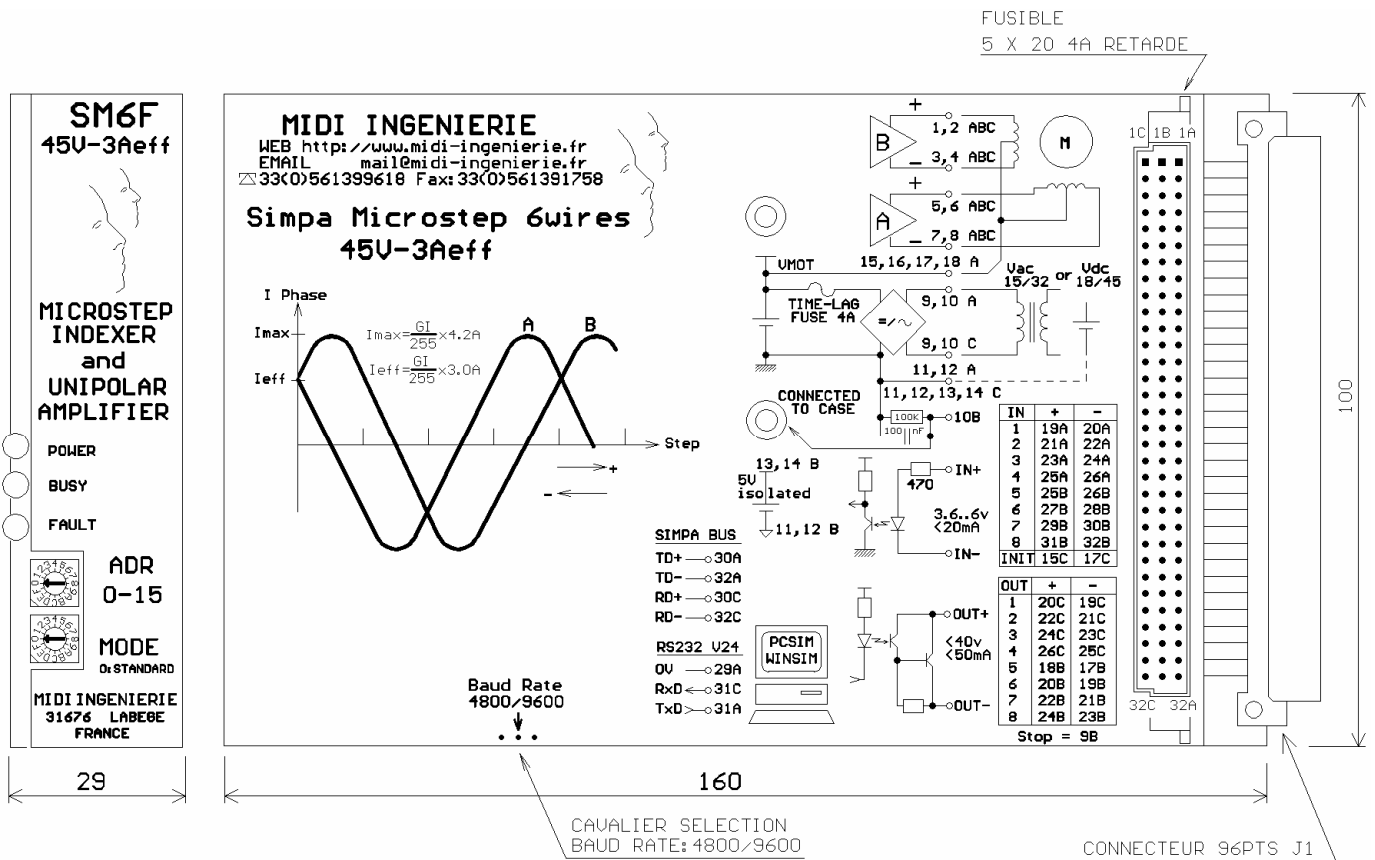 FUSIBLE
5 X 20 4A RETARDE
SM6F
45V-3Aeff
MICROSTEP
INDEXER
and
UNIPOLAR
AMPLIFIER
POWER
BUSY
FAULT
ADR
0-15
MODE
0:STANDARD
MIDI INGENIERIE
31676 LABEGE
FRANCE
29
MIDI INGENIERIE
WEB http://www.midi-ingenierie.fr
EMAIL mail@midi-ingenierie.fr
33(0)561399618 Fax:33(0)561391758
Simpa Microstep 6wires
45V-3Aeff
I Phase
Imax
Ieff
Imax=GI/255×4.2A
Ieff=GI/255×3.0A
A
B
Step
+
-
Baud Rate
4800/9600
B
+
-
1,2 ABC
3,4 ABC
M
A
+
-
5,6 ABC
7,8 ABC
VMOT
15,16,17,18 A
TIME-LAG
FUSE 4A
=/~
9,10 A
9,10 C
Vac
15/32
or
Vdc
18/45
11,12 A
11,12,13,14 C
CONNECTED
TO CASE
100K
100 nF
10B
13,14 B
5V
isolated
11,12 B
470
IN+
3.6..6v
<20mA
IN-
SIMPA BUS
TD+ 30A
TD- 32A
RD+ 30C
RD- 32C
RS232 V24
0V 29A
RxD 31C
TxD 31A
PCSIM
WINSIM
OUT+
<40v
<50mA
OUT-
IN + -
1 19A 20A
2 21A 22A
3 23A 24A
4 25A 26A
5 25B 26B
6 27B 28B
7 29B 30B
8 31B 32B
INIT 15C 17C
OUT + -
1 20C 19C
2 22C 21C
3 24C 23C
4 26C 25C
5 18B 17B
6 20B 19B
7 22B 21B
8 24B 23B
Stop = 9B
1C 1B 1A
32C 32A
100
160
CAVALIER SELECTION
BAUD RATE:4800/9600
CONNECTEUR 96PTS J1